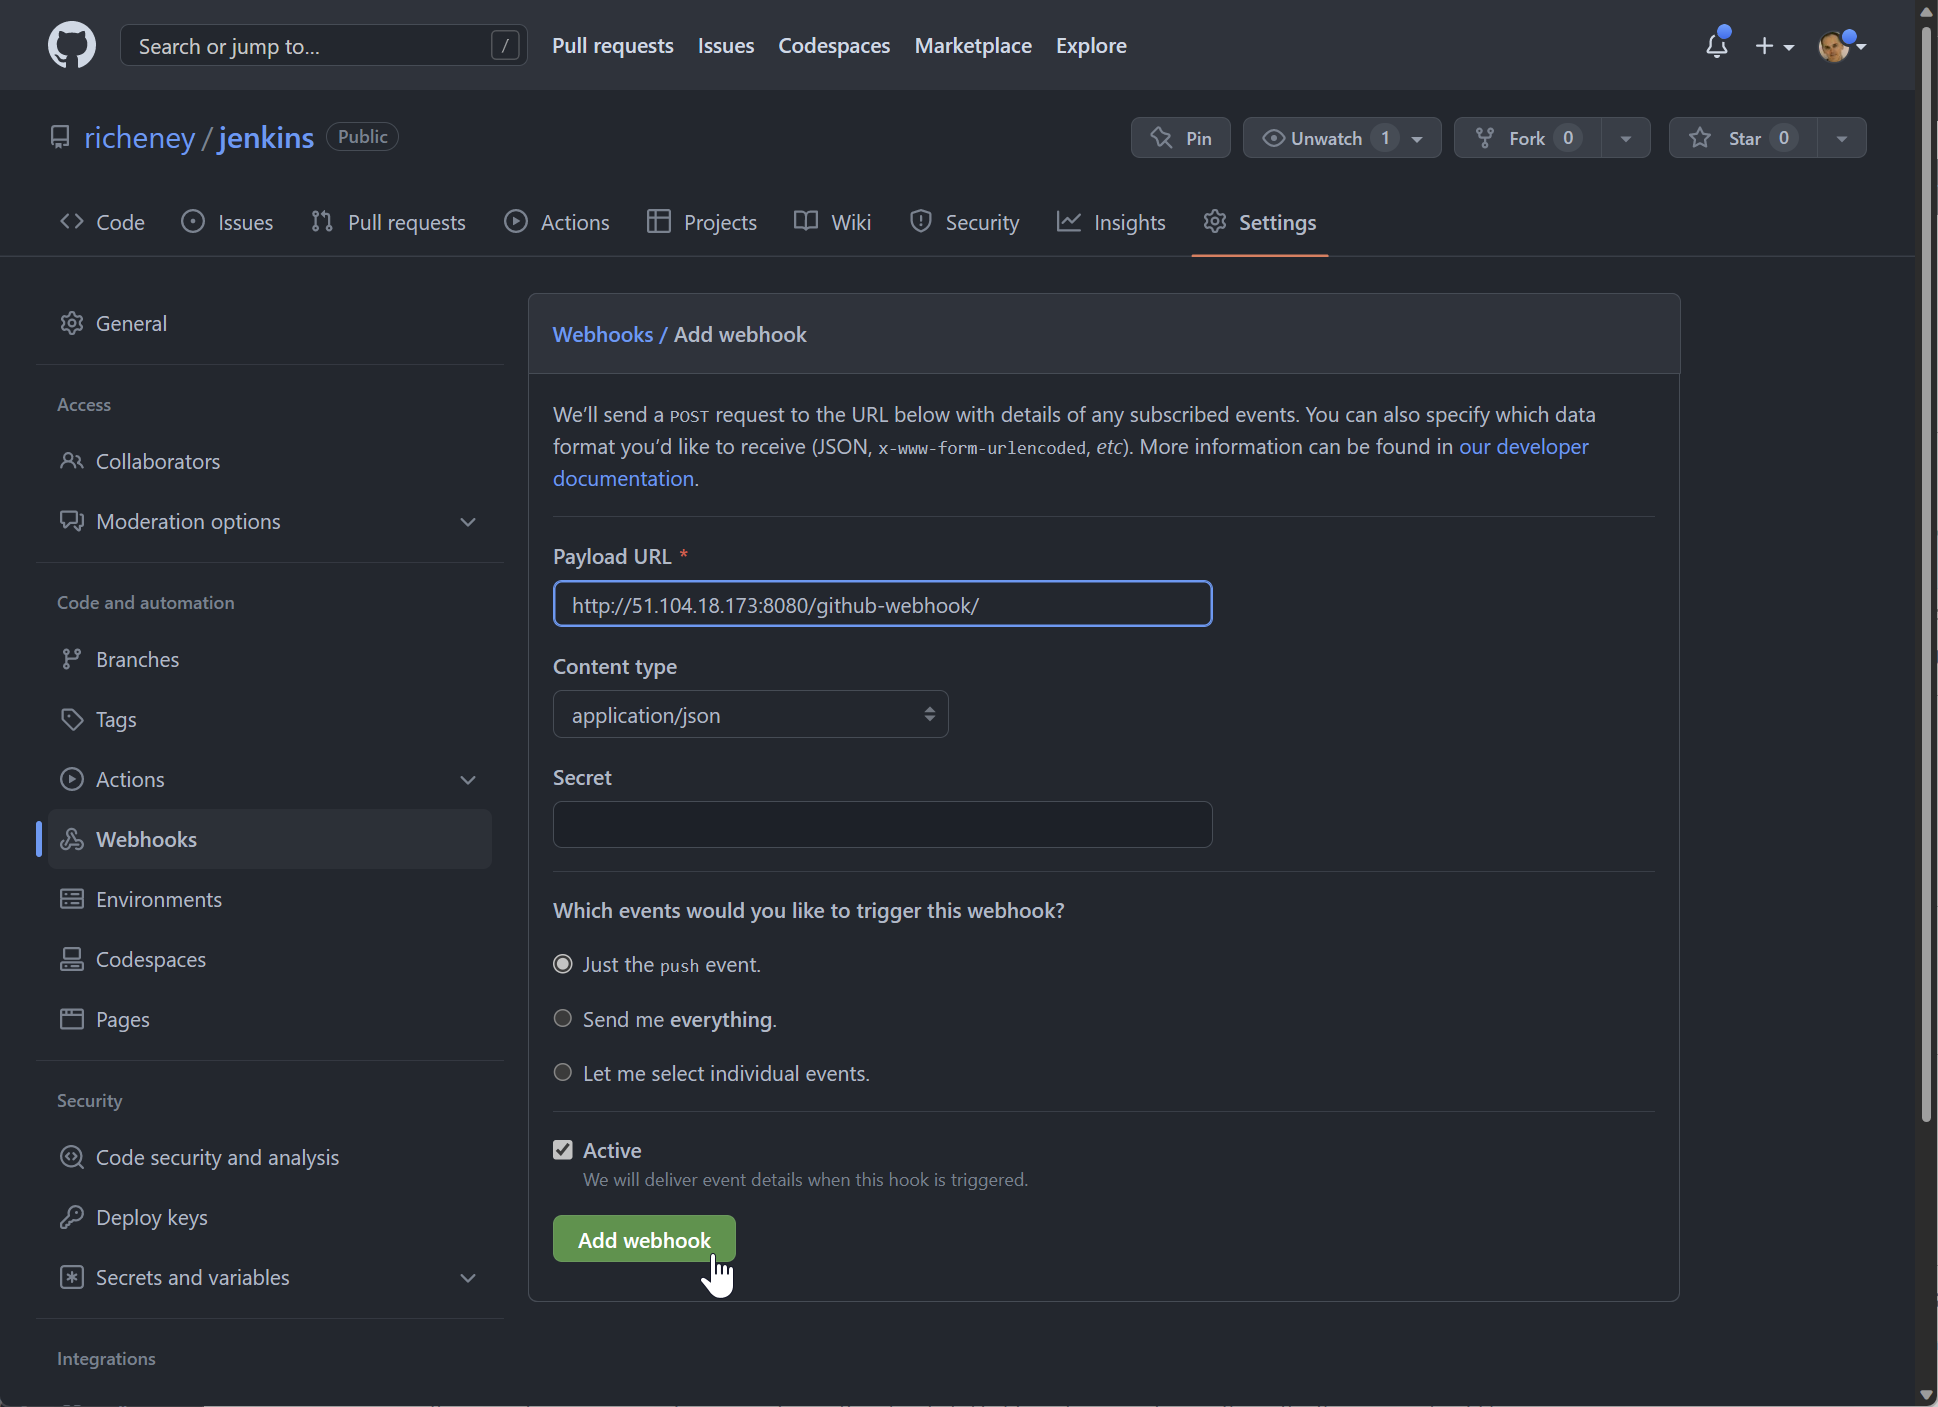 Search or jump to... /
Pull requests Issues Codespaces Marketplace Explore
richeney / jenkins Public
Pin Unwatch 1 Fork 0 Star 0
Code Issues Pull requests Actions Projects Wiki Security Insights Settings
General
Access
Collaborators
Moderation options
Code and automation
Branches
Tags
Actions
Webhooks
Environments
Codespaces
Pages
Security
Code security and analysis
Deploy keys
Secrets and variables
Integrations
Webhooks / Add webhook
We'll send a POST request to the URL below with details of any subscribed events. You can also specify which data
format you'd like to receive (JSON, x-www-form-urlencoded, etc). More information can be found in our developer
documentation.
Payload URL *
http://51.104.18.173:8080/github-webhook/
Content type
application/json
Secret
Which events would you like to trigger this webhook?
Just the push event.
Send me everything.
Let me select individual events.
Active
We will deliver event details when this hook is triggered.
Add webhook